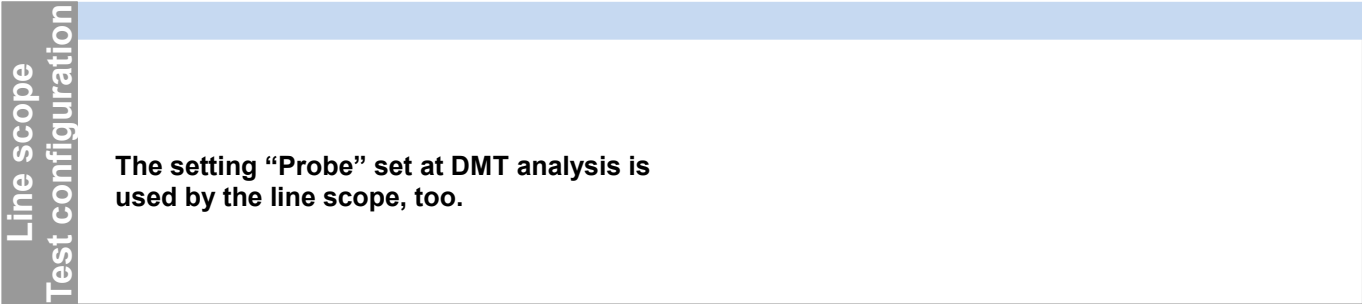 Line scope
Test configuration
The setting “Probe” set at DMT analysis is
used by the line scope, too.